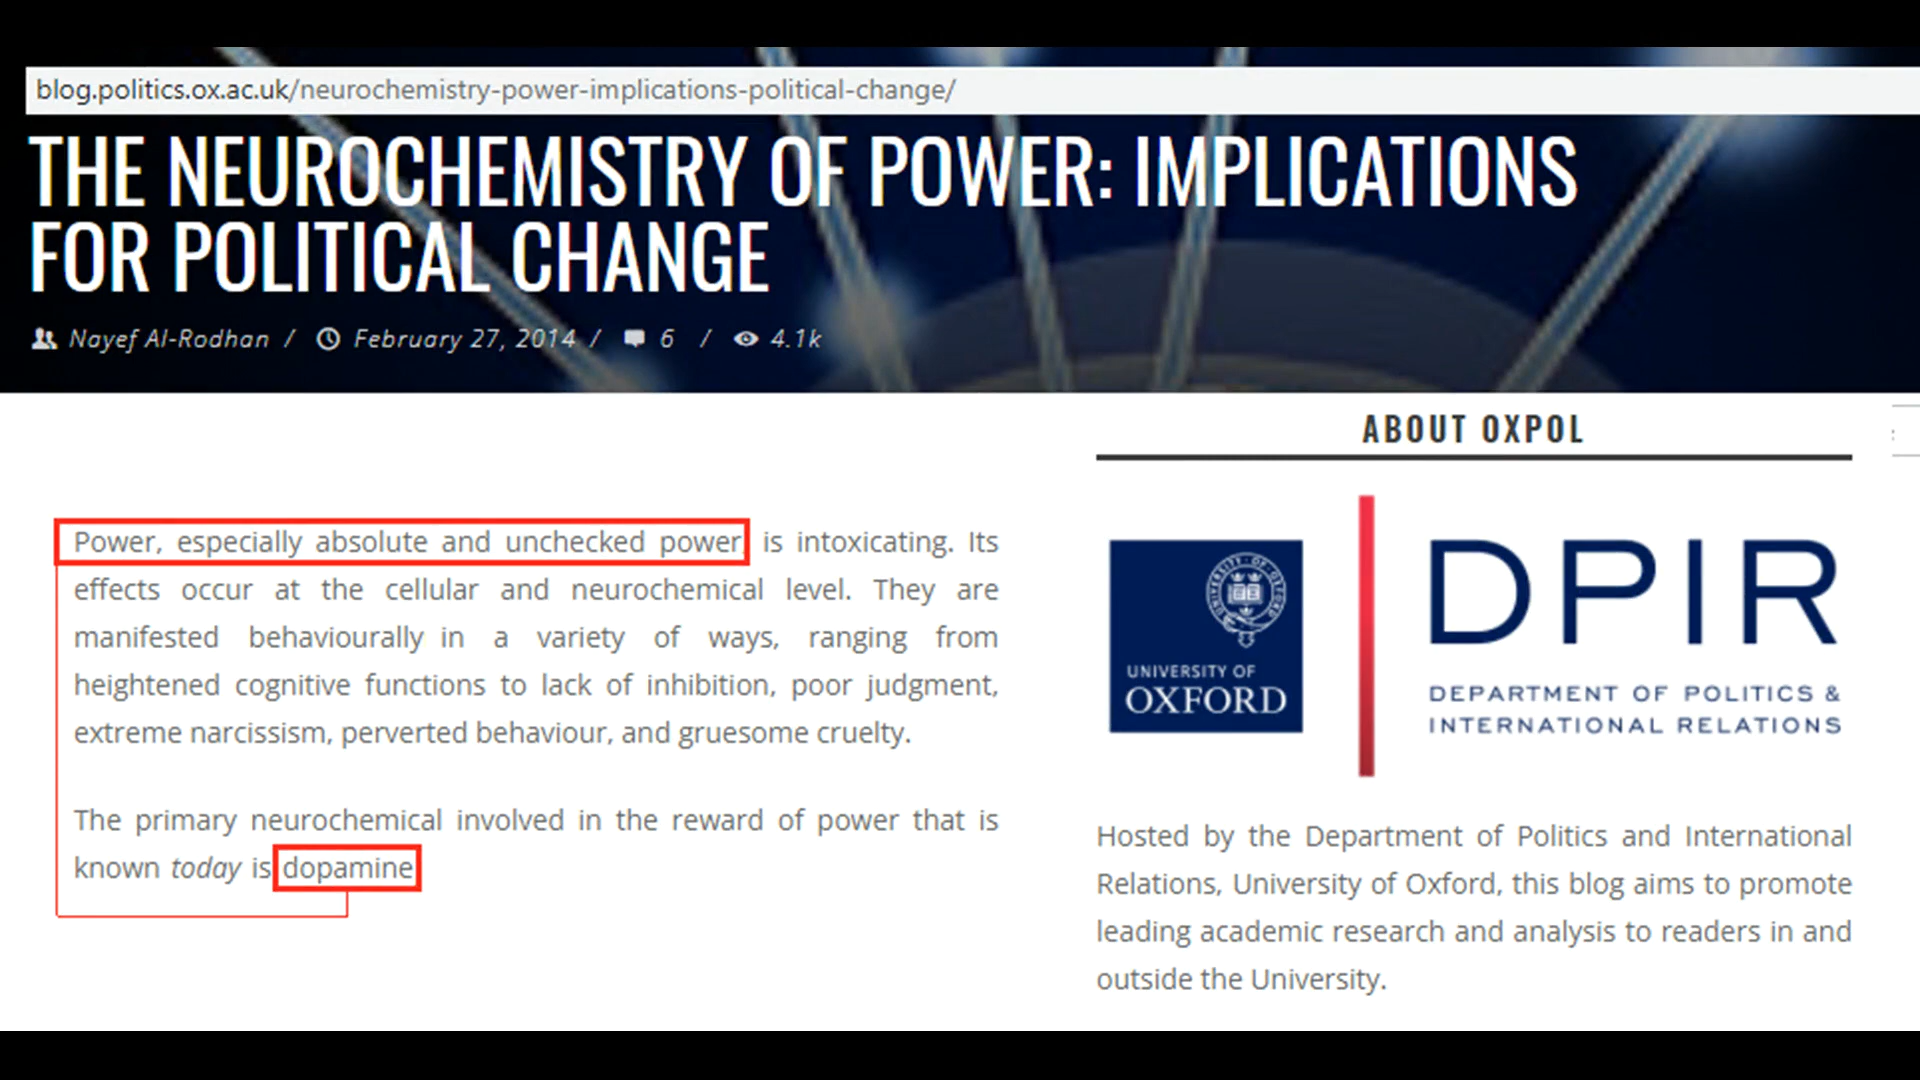 blog.politics.ox.ac.uk/neurochemistry-power-implications-political-change/
THE NEUROCHEMISTRY OF POWER: IMPLICATIONS
FOR POLITICAL CHANGE
Nayef Al-Rodhan / February 27, 2014 / 6 / 4.1k
Power, especially absolute and unchecked power, is intoxicating. Its
effects occur at the cellular and neurochemical level. They are
manifested behaviourally in a variety of ways, ranging from
heightened cognitive functions to lack of inhibition, poor judgment,
extreme narcissism, perverted behaviour, and gruesome cruelty.
The primary neurochemical involved in the reward of power that is
known today is dopamine
ABOUT OXPOL
UNIVERSITY OF
OXFORD
DPIR
DEPARTMENT OF POLITICS &
INTERNATIONAL RELATIONS
Hosted by the Department of Politics and International
Relations, University of Oxford, this blog aims to promote
leading academic research and analysis to readers in and
outside the University.